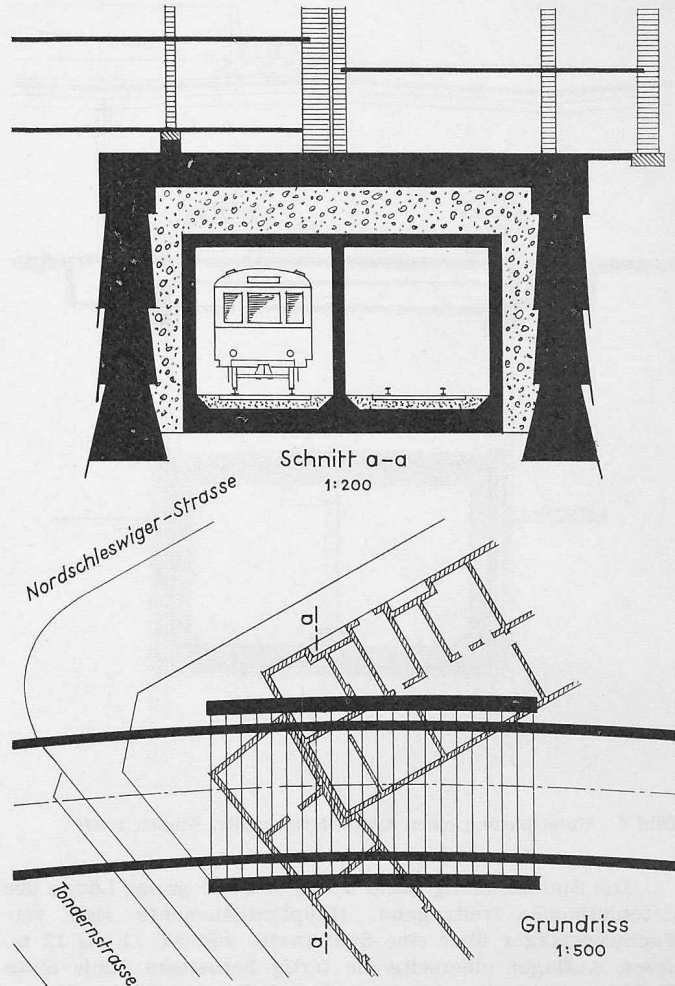 Schnitt a-a
1:200
Nordschleswiger-Strasse
a
a
Tondernstrasse
Grundriss
1:500